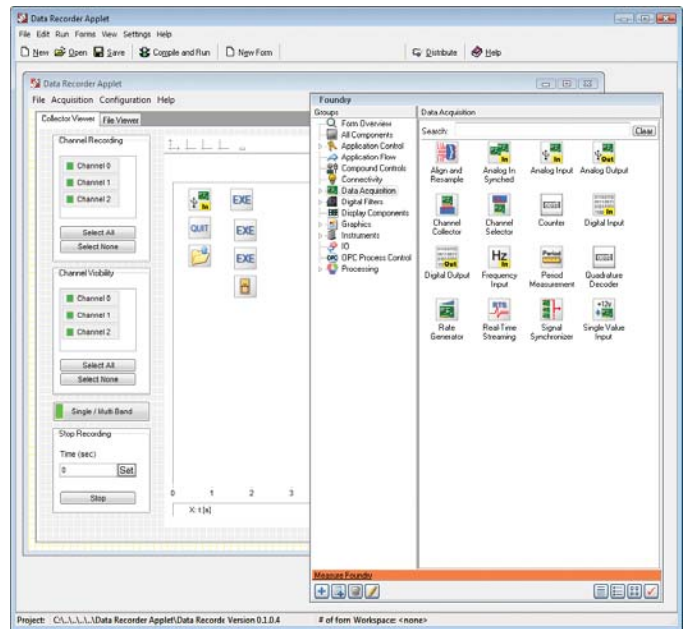 Data Recorder Applet
File Edit Run Forms View Settings Help
New Open Save Compile and Run New Form Distribute Help
Data Recorder Applet
File Acquisition Configuration Help
Collector Viewer File Viewer
Channel Recording
Channel 0
Channel 1
Channel 2
Select All
Select None
Channel Visibility
Channel 0
Channel 1
Channel 2
Select All
Select None
Single / Multi Band
Stop Recording
Time (sec)
0 Set
Stop
EXE
QUIT EXE
EXE
0 1 2 3
X: t [s]
Foundry
Groups
Form Overview
All Components
Application Control
Application Flow
Compound Controls
Connectivity
Data Acquisition
Digital Filters
Display Components
Graphics
Instruments
IO
OPC Process Control
Processing
Data Acquisition
Search: Clear
Align and Resample
Analog In Synched
Analog Input
Analog Output
Channel Collector
Channel Selector
Counter
Digital Input
Digital Output
Frequency Input
Period Measurement
Quadrature Decoder
Rate Generator
Real-Time Streaming
Signal Synchronizer
Single Value Input
Measure Foundry
Project: C:\..\..\..\..\Data Recorder Applet\Data Recorde Version 0.1.0.4 # of form Workspace: <none>